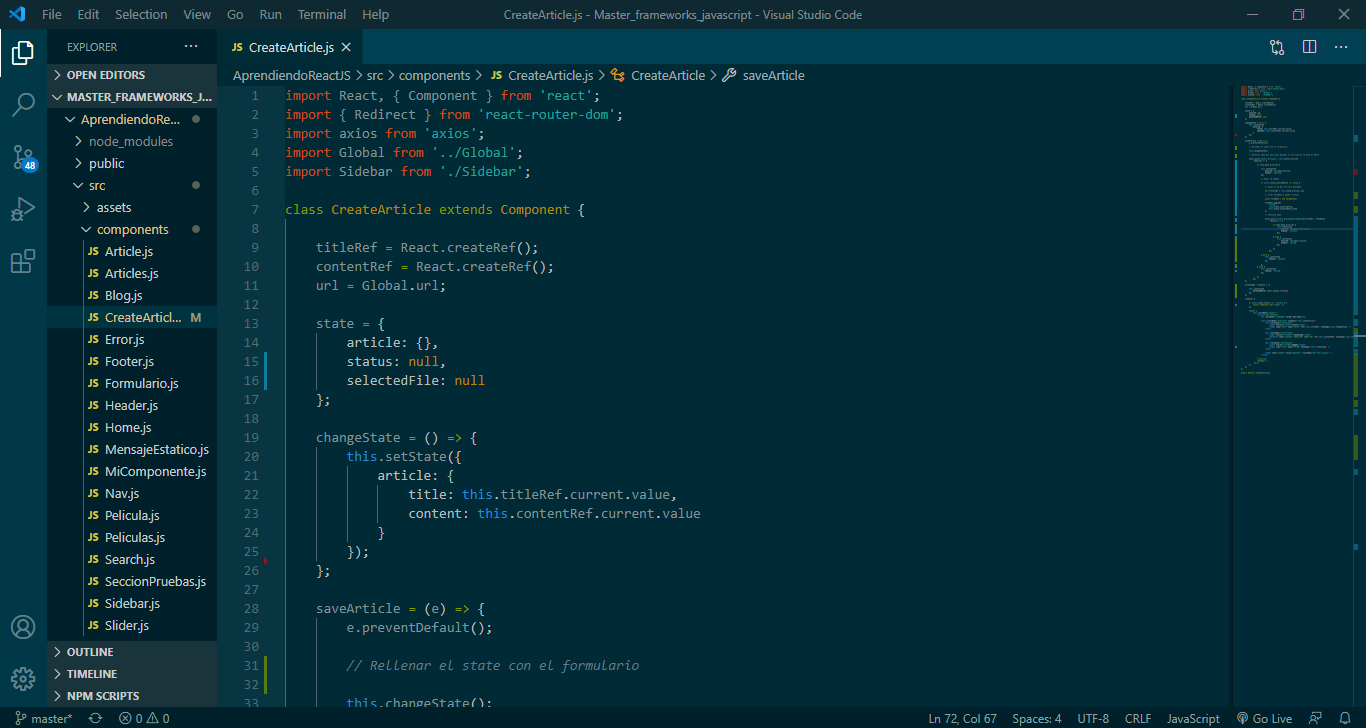 File Edit Selection View Go Run Terminal Help CreateArticle.js - Master_frameworks_javascript - Visual Studio Code
EXPLORER ···
JS CreateArticle.js ×
OPEN EDITORS
MASTER_FRAMEWORKS_J...
AprendiendoRe...
node_modules
public
src
assets
components
JS Article.js
JS Articles.js
JS Blog.js
JS CreateArticl... M
JS Error.js
JS Footer.js
JS Formulario.js
JS Header.js
JS Home.js
JS MensajeEstatico.js
JS MiComponente.js
JS Nav.js
JS Pelicula.js
JS Peliculas.js
JS Search.js
JS SeccionPruebas.js
JS Sidebar.js
JS Slider.js
OUTLINE
TIMELINE
NPM SCRIPTS
48
AprendiendoReactJS > src > components > JS CreateArticle.js > CreateArticle > saveArticle
1 import React, { Component } from 'react';
2 import { Redirect } from 'react-router-dom';
3 import axios from 'axios';
4 import Global from '../Global';
5 import Sidebar from './Sidebar';
6
7 class CreateArticle extends Component {
8
9 titleRef = React.createRef();
10 contentRef = React.createRef();
11 url = Global.url;
12
13 state = {
14 article: {},
15 status: null,
16 selectedFile: null
17 };
18
19 changeState = () => {
20 this.setState({
21 article: {
22 title: this.titleRef.current.value,
23 content: this.contentRef.current.value
24 }
25 });
26 };
27
28 saveArticle = (e) => {
29 e.preventDefault();
30
31 // Rellenar el state con el formulario
32
33 this.changeState();
master* 0 0 Ln 72, Col 67 Spaces: 4 UTF-8 CRLF JavaScript Go Live